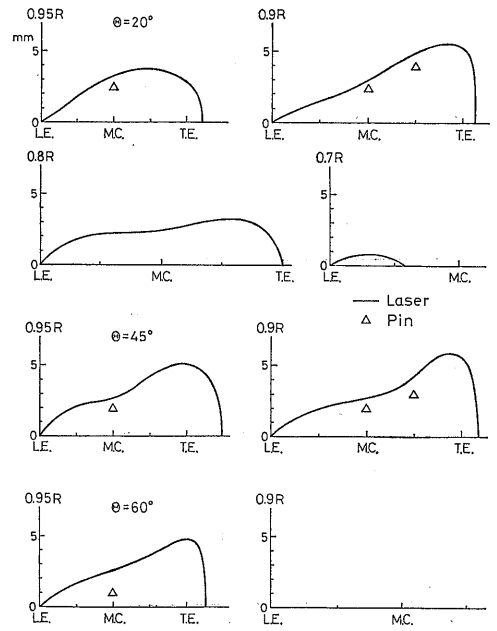 0.95R Θ=20° 0.9R
mm
5 5
0 0
L.E. M.C. T.E. L.E. M.C. T.E.
0.8R 0.7R
5 5
0 0
L.E. M.C. T.E. L.E. M.C.
— Laser
△ Pin
0.95R Θ=45° 0.9R
5 5
0 0
L.E. M.C. T.E. L.E. M.C. T.E.
0.95R Θ=60° 0.9R
5 5
0 0
L.E. M.C. T.E. L.E. M.C.